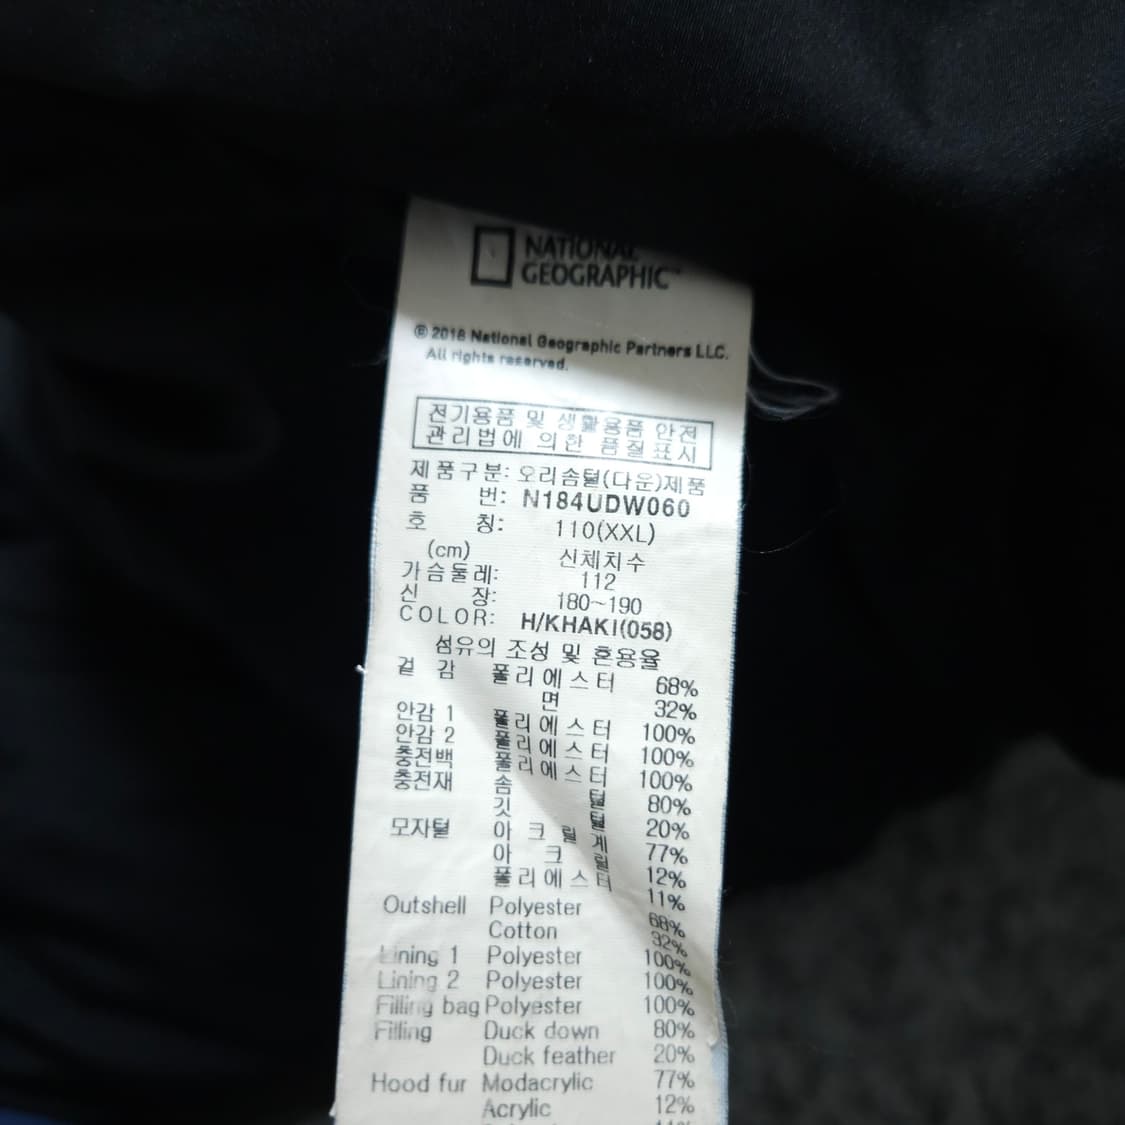 NATIONAL
GEOGRAPHIC™
© 2018 National Geographic Partners LLC.
All rights reserved.
전기용품 및 생활용품 안전
관리법에 의한 품질표시
제품구분: 오리솜털(다운)제품
품 번: N184UDW060
호 칭: 110(XXL)
(cm) 신체치수
가슴둘레: 112
신 장: 180~190
COLOR: H/KHAKI(058)
섬유의 조성 및 혼용율
겉 감 폴리에스터 68%
면 32%
안감 1 폴리에스터 100%
안감 2 폴리에스터 100%
충전백 폴리에스터 100%
충전재 솜 털 80%
깃 털 20%
모자털 아크릴계 77%
아 크 릴 12%
폴리에스터 11%
Outshell Polyester 68%
Cotton 32%
Lining 1 Polyester 100%
Lining 2 Polyester 100%
Filling bag Polyester 100%
Filling Duck down 80%
Duck feather 20%
Hood fur Modacrylic 77%
Acrylic 12%